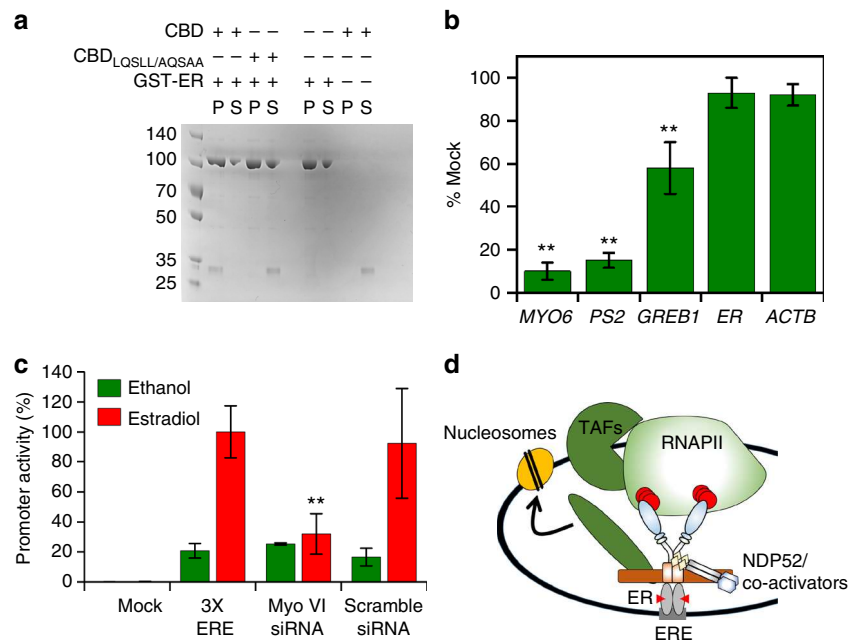 a
CBD + + – – – – + +
CBD LQSLL/AQSAA – – + + – – – –
GST-ER + + + + + + – –
P S P S P S P S
140
100
70
50
35
25
b
% Mock
100
80
60
40
20
0
** ** **
MYO6 PS2 GREB1 ER ACTB
c
Promoter activity (%)
140
120
100
80
60
40
20
0
Ethanol
Estradiol
**
Mock 3X ERE Myo VI siRNA Scramble siRNA
d
Nucleosomes
TAFs
RNAPII
NDP52/
co-activators
ER
ERE